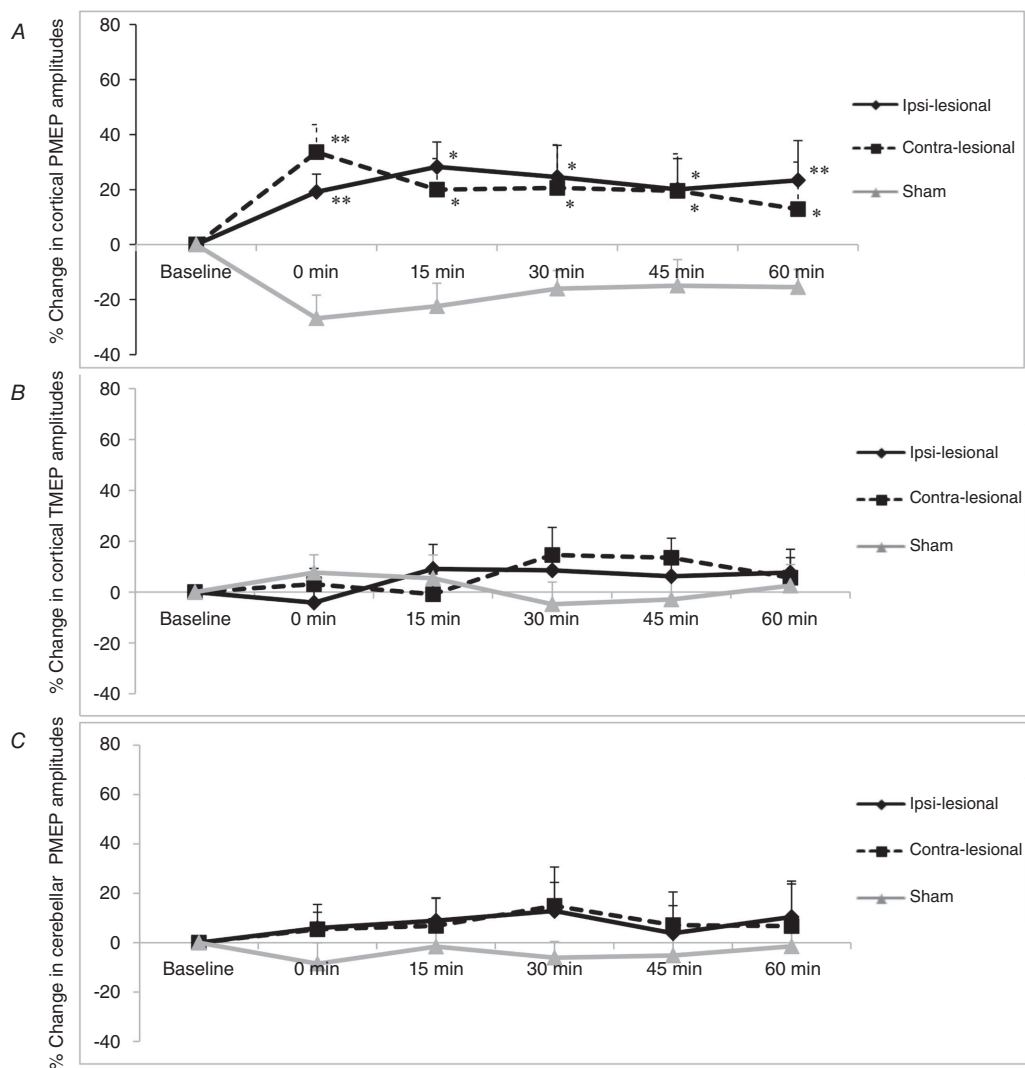 A
% Change in cortical PMEP amplitudes
80
60
40
20
0
-20
-40
** * * * **
** * * * *
Baseline 0 min 15 min 30 min 45 min 60 min
Ipsi-lesional
Contra-lesional
Sham
B
% Change in cortical TMEP amplitudes
80
60
40
20
0
-20
-40
Baseline 0 min 15 min 30 min 45 min 60 min
Ipsi-lesional
Contra-lesional
Sham
C
% Change in cerebellar PMEP amplitudes
80
60
40
20
0
-20
-40
Baseline 0 min 15 min 30 min 45 min 60 min
Ipsi-lesional
Contra-lesional
Sham